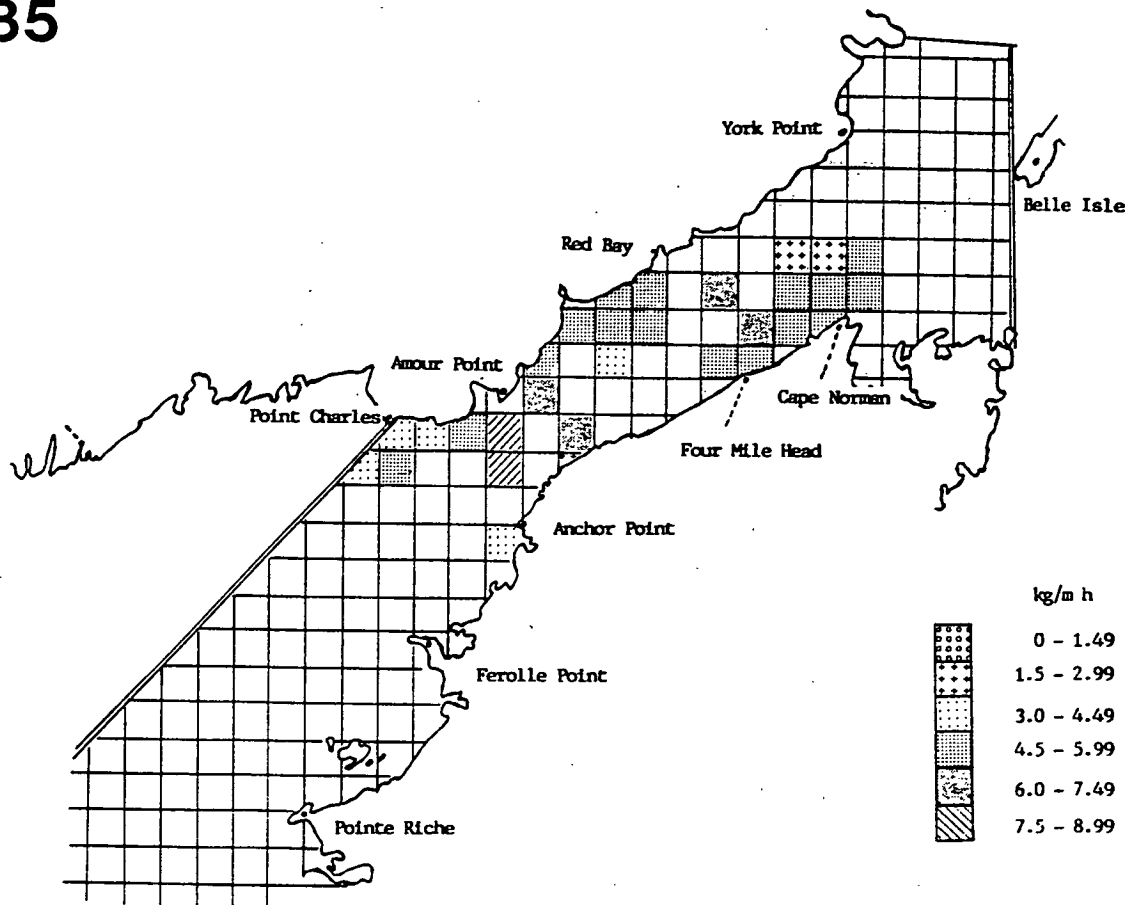 35
York Point
Belle Isle
Red Bay
Amour Point
Point Charles
Cape Norman
Four Mile Head
Anchor Point
kg/m h
0 - 1.49
1.5 - 2.99
Ferolle Point
3.0 - 4.49
4.5 - 5.99
6.0 - 7.49
Pointe Riche
7.5 - 8.99